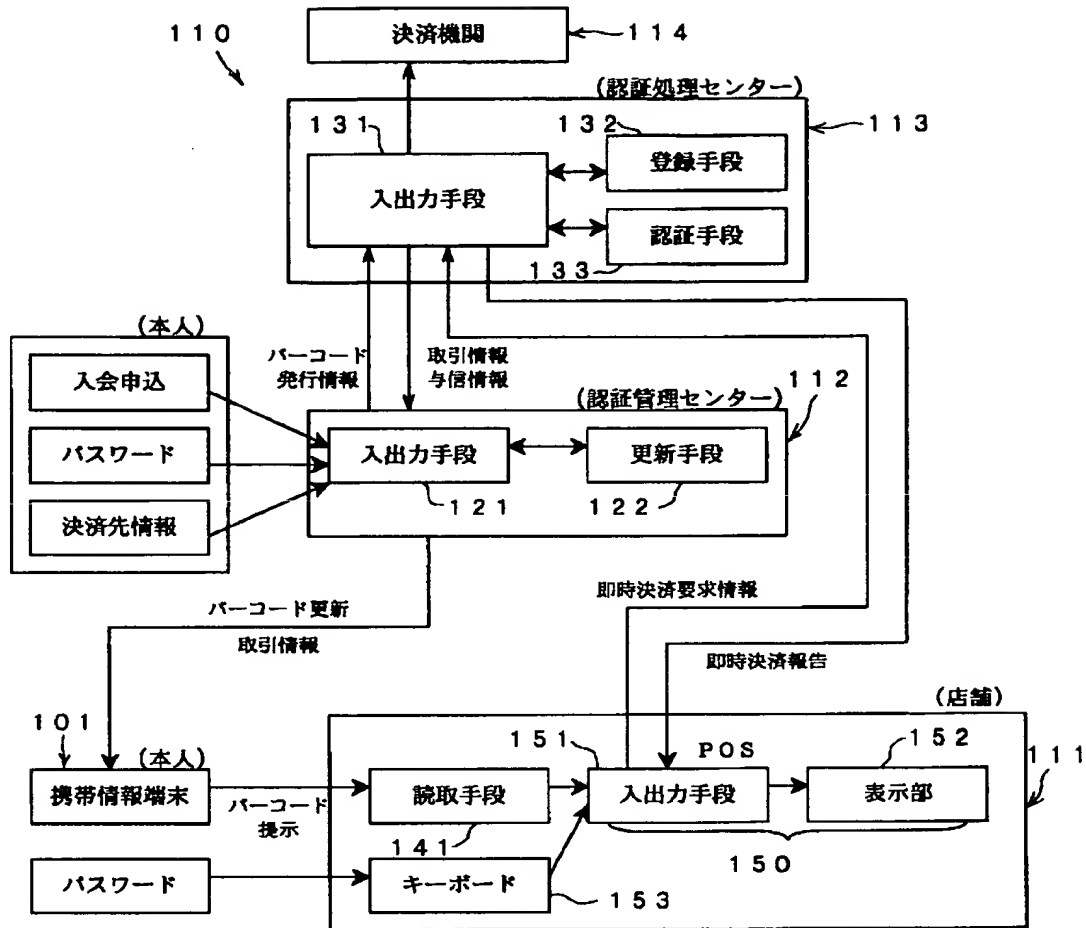 １１０
決済機関
１１４
(認証処理センター)
１３１
１３２
１１３
登録手段
入出力手段
認証手段
１３３
(本人)
入会申込
パスワード
決済先情報
バーコード
発行情報
取引情報
与信情報
(認証管理センター)
１１２
入出力手段
更新手段
１２１
１２２
バーコード更新
取引情報
即時決済要求情報
即時決済報告
(店舗)
１０１
(本人)
携帯情報端末
バーコード
提示
１５１
ＰＯＳ
１５２
１１１
読取手段
入出力手段
表示部
１４１
１５０
パスワード
キーボード
１５３